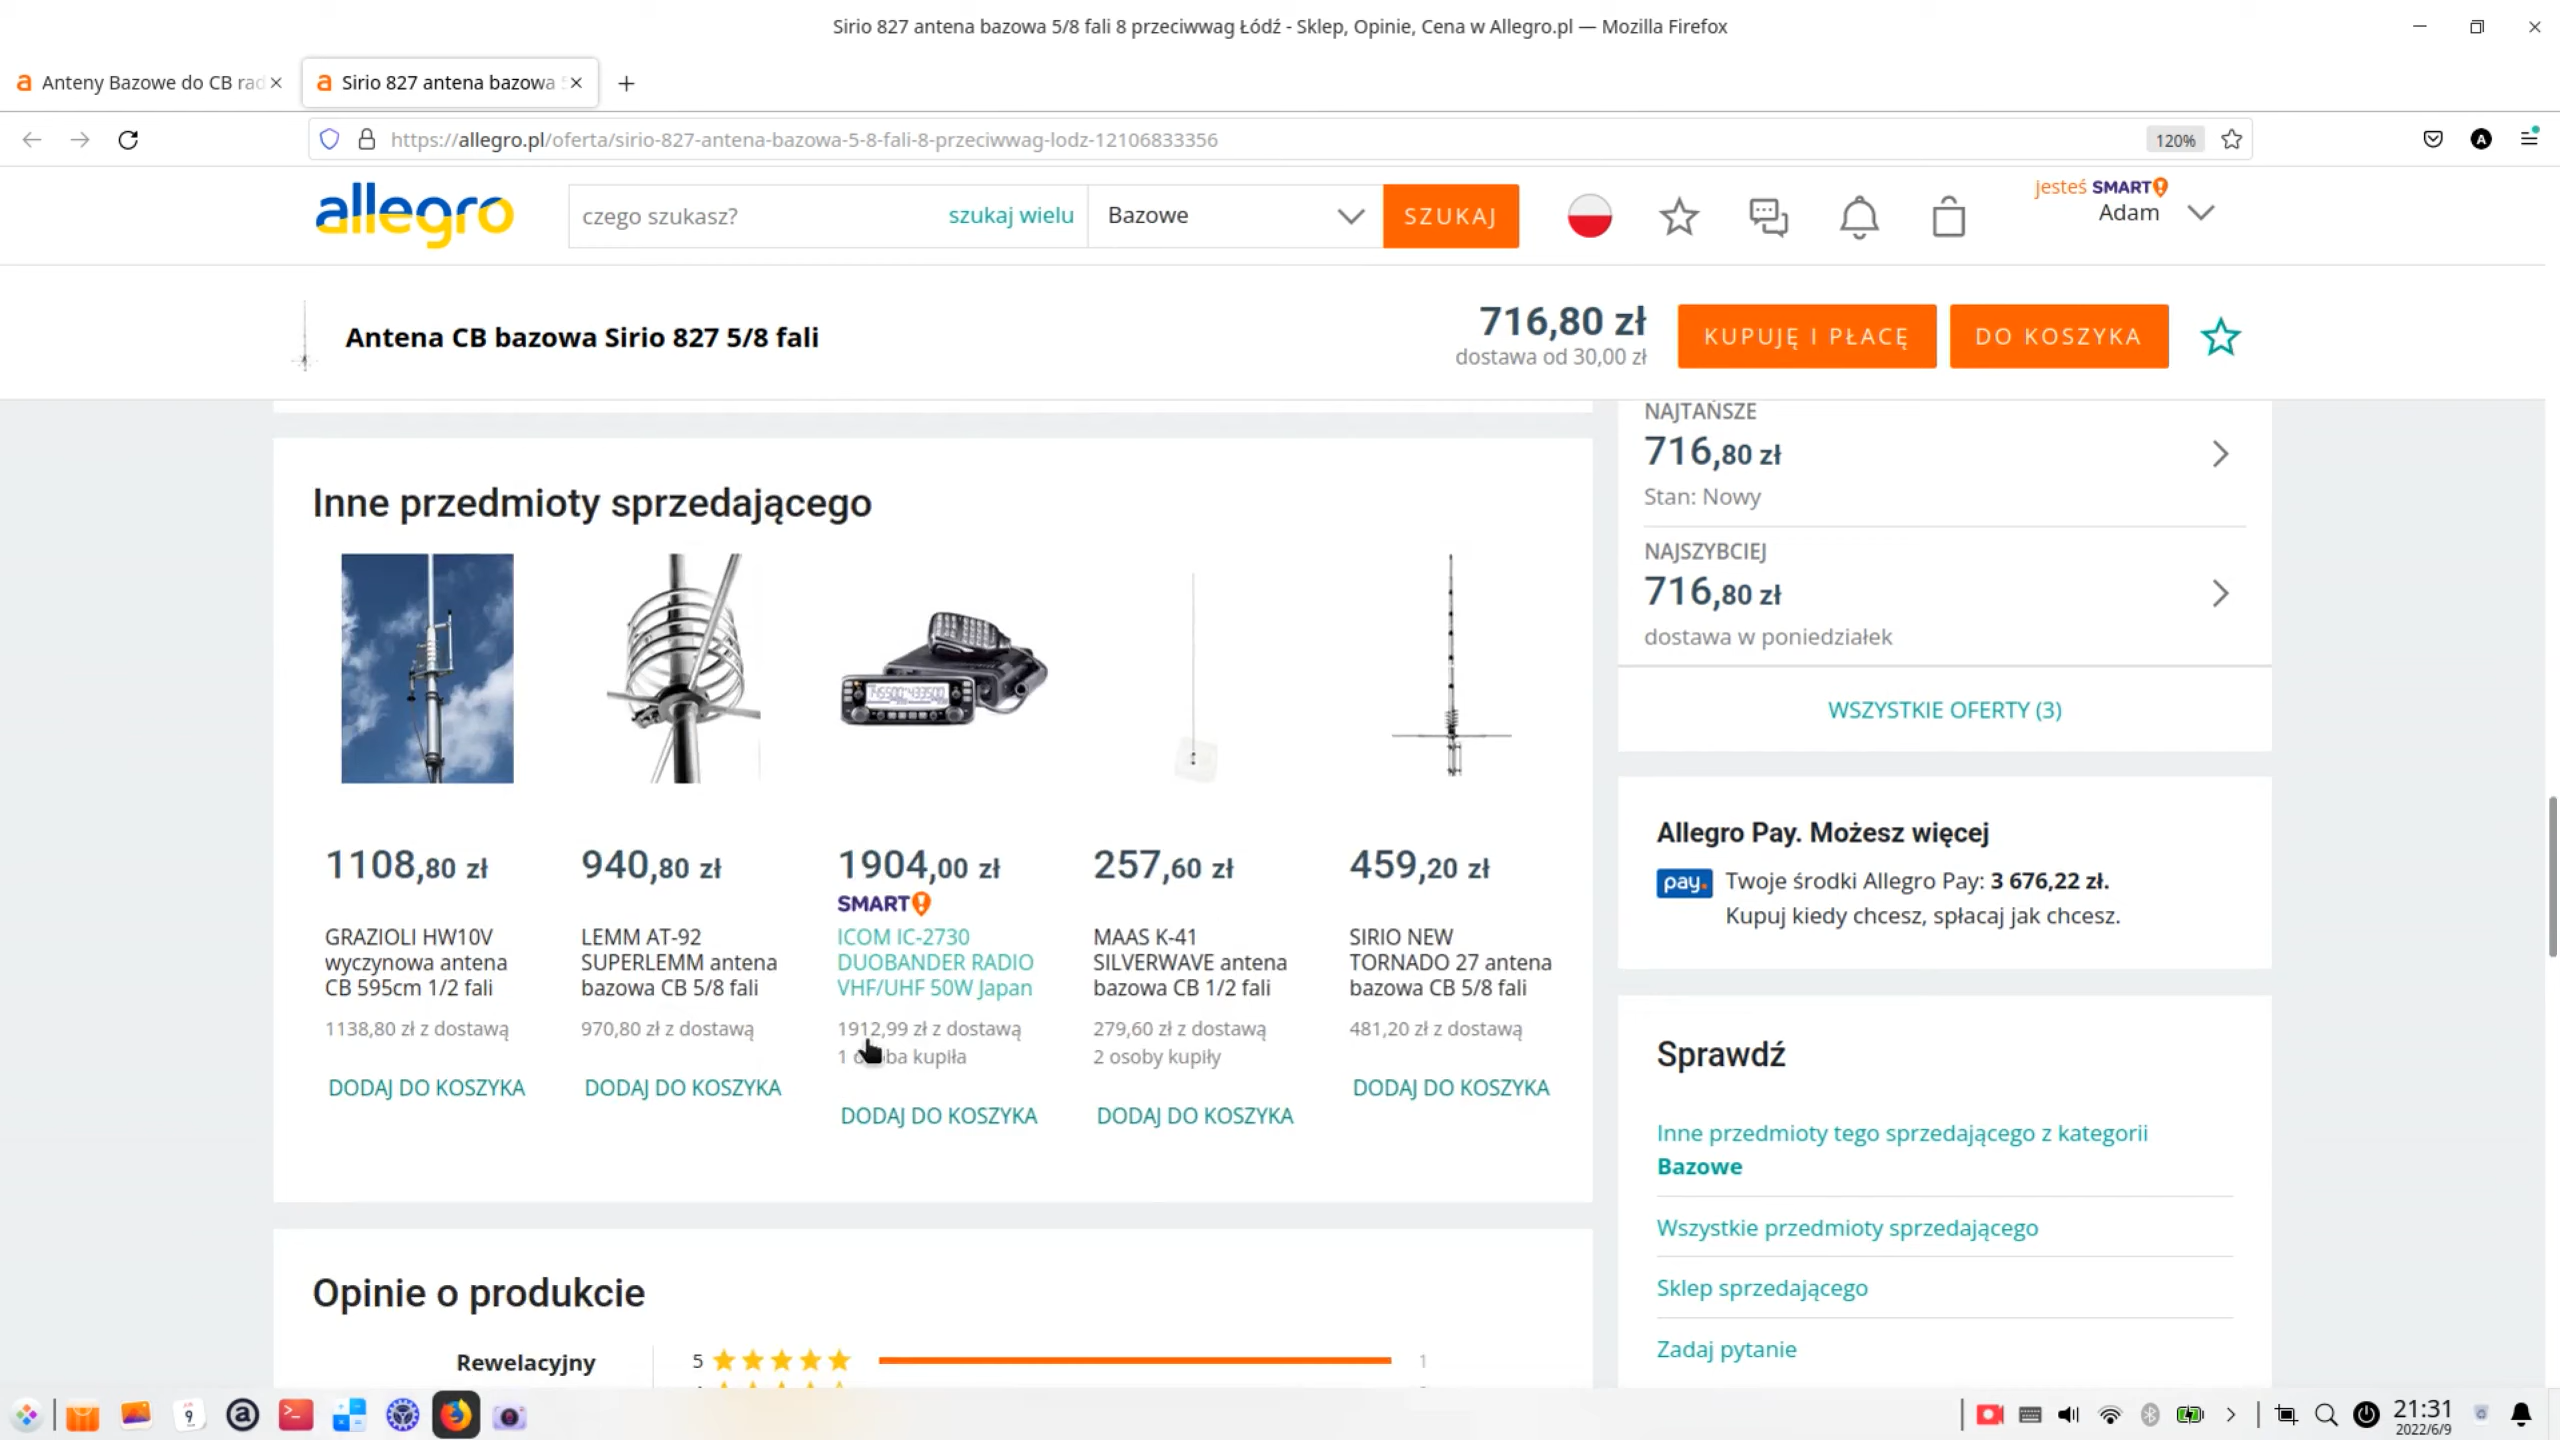 Sirio 827 antena bazowa 5/8 fali 8 przeciwwag Łódź - Sklep, Opinie, Cena w Allegro.pl — Mozilla Firefox
Anteny Bazowe do CB rad
Sirio 827 antena bazowa 5
https://allegro.pl/oferta/sirio-827-antena-bazowa-5-8-fali-8-przeciwwag-lodz-12106833356
120%
A
allegro
czego szukasz?
szukaj wielu
Bazowe
SZUKAJ
jesteś SMART!
Adam
Antena CB bazowa Sirio 827 5/8 fali
716,80 zł
dostawa od 30,00 zł
KUPUJĘ I PŁACĘ
DO KOSZYKA
Inne przedmioty sprzedającego
1108,80 zł
GRAZIOLI HW10V
wyczynowa antena
CB 595cm 1/2 fali
1138,80 zł z dostawą
DODAJ DO KOSZYKA
940,80 zł
LEMM AT-92
SUPERLEMM antena
bazowa CB 5/8 fali
970,80 zł z dostawą
DODAJ DO KOSZYKA
1904,00 zł
SMART!
ICOM IC-2730
DUOBANDER RADIO
VHF/UHF 50W Japan
1912,99 zł z dostawą
1 osoba kupiła
DODAJ DO KOSZYKA
257,60 zł
MAAS K-41
SILVERWAVE antena
bazowa CB 1/2 fali
279,60 zł z dostawą
2 osoby kupiły
DODAJ DO KOSZYKA
459,20 zł
SIRIO NEW
TORNADO 27 antena
bazowa CB 5/8 fali
481,20 zł z dostawą
DODAJ DO KOSZYKA
NAJTAŃSZE
716,80 zł
Stan: Nowy
NAJSZYBCIEJ
716,80 zł
dostawa w poniedziałek
WSZYSTKIE OFERTY (3)
Allegro Pay. Możesz więcej
pay.
Twoje środki Allegro Pay: 3 676,22 zł.
Kupuj kiedy chcesz, spłacaj jak chcesz.
Sprawdź
Inne przedmioty tego sprzedającego z kategorii
Bazowe
Wszystkie przedmioty sprzedającego
Sklep sprzedającego
Zadaj pytanie
Opinie o produkcie
Rewelacyjny
5
1
9
21:31
2022/6/9